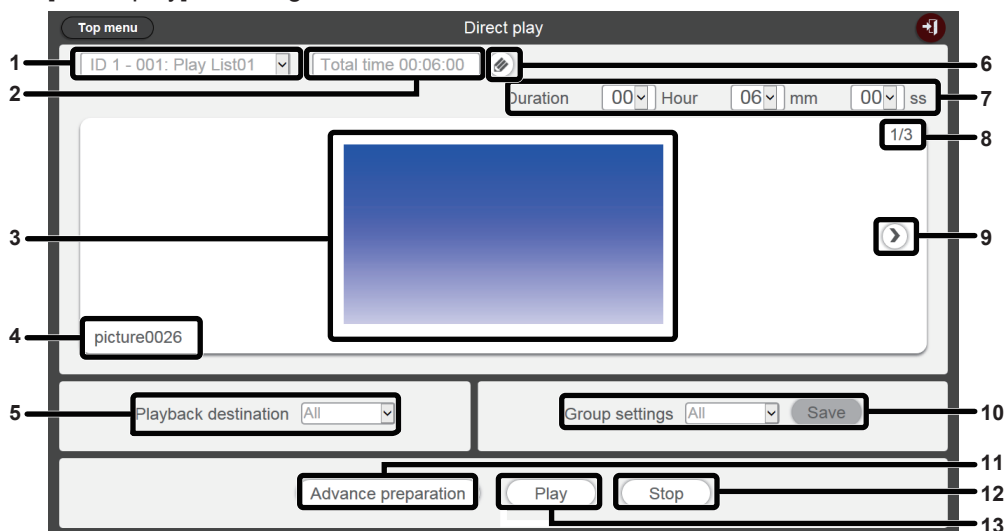 Top menu
Direct play
1
ID 1 - 001: Play List01
Total time 00:06:00
6
2
Duration 00 Hour 06 mm 00 ss
7
1/3
8
3
9
4
picture0026
5
Playback destination All
Group settings All Save
10
11
Advance preparation Play Stop
12
13